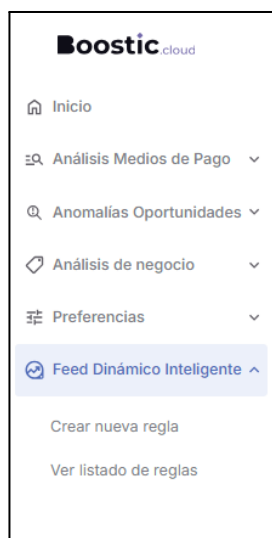 Boostic.cloud
Inicio
Análisis Medios de Pago
Anomalías Oportunidades
Análisis de negocio
Preferencias
Feed Dinámico Inteligente
Crear nueva regla
Ver listado de reglas